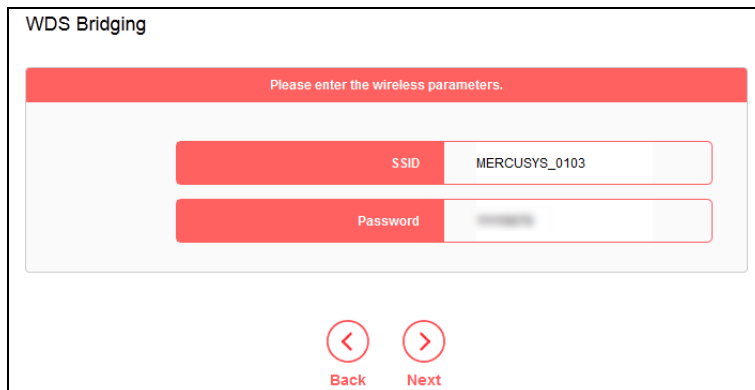 WDS Bridging
Please enter the wireless parameters.
SSID MERCUSYS_0103
Password
Back Next